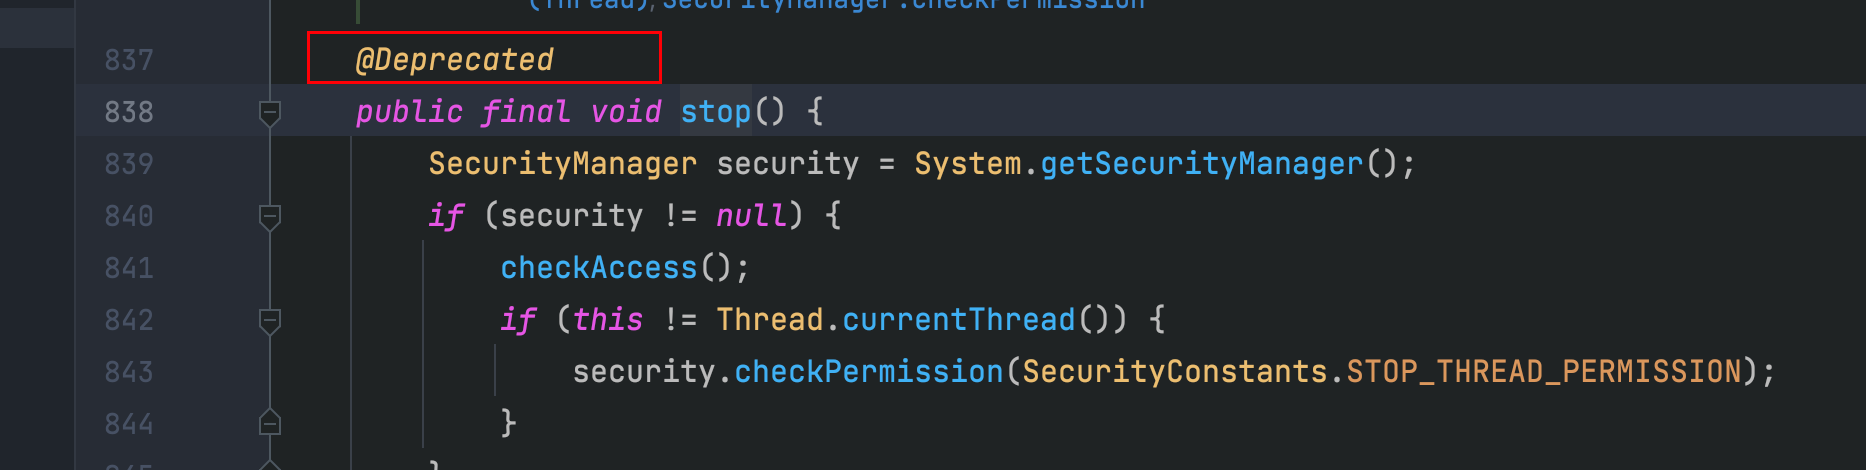 (Thread), SecurityManager.checkPermission
837 @Deprecated
838 public final void stop() {
839 SecurityManager security = System.getSecurityManager();
840 if (security != null) {
841 checkAccess();
842 if (this != Thread.currentThread()) {
843 security.checkPermission(SecurityConstants.STOP_THREAD_PERMISSION);
844 }
845 }